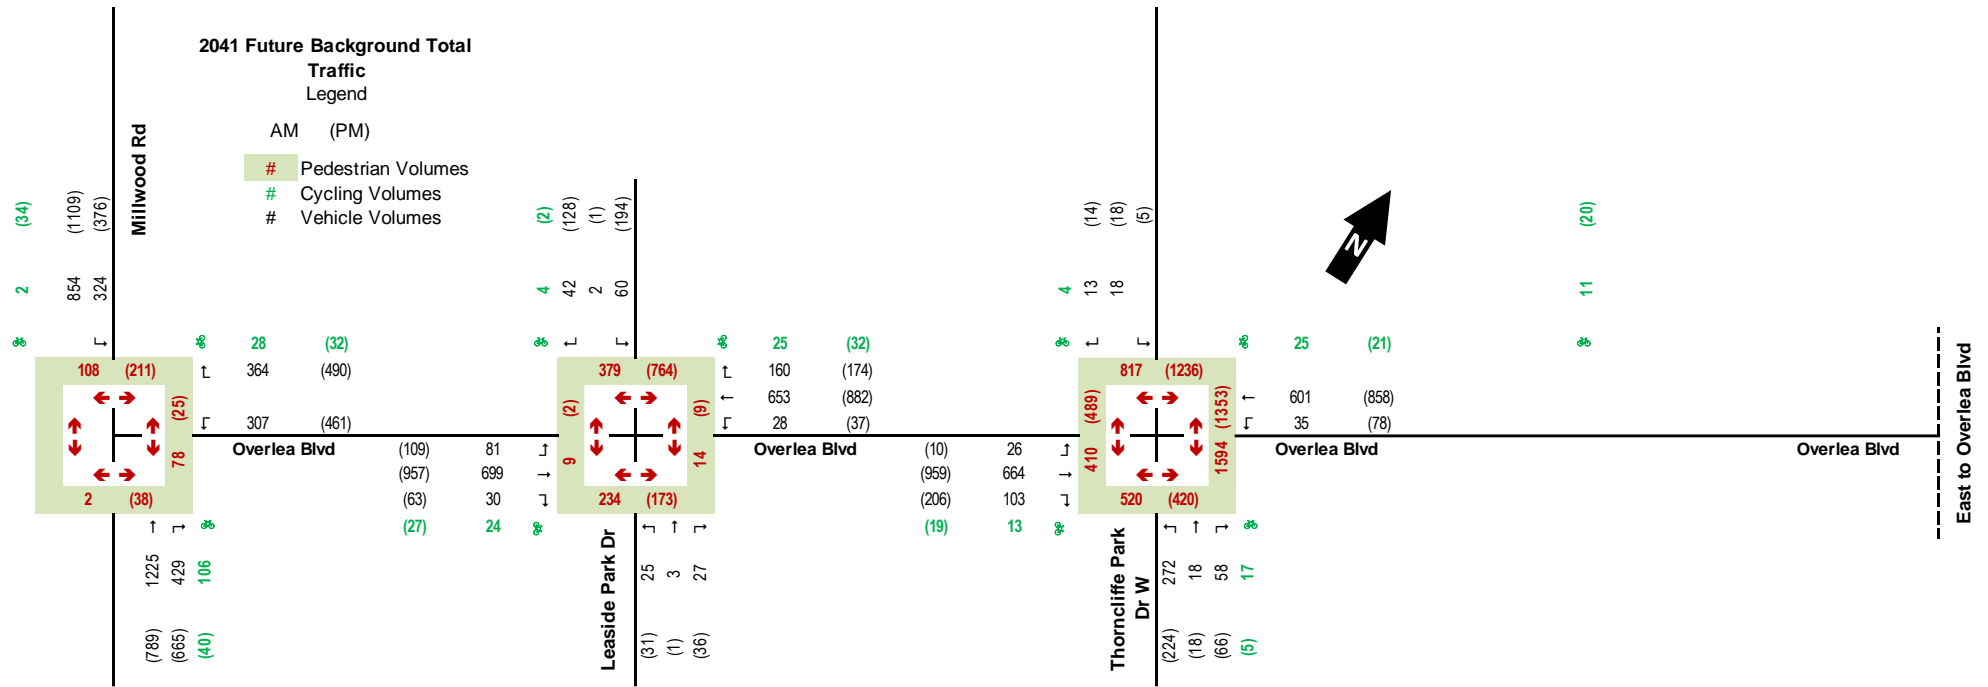 2041 Future Background Total
Traffic
Legend
AM (PM)
# Pedestrian Volumes
# Cycling Volumes
# Vehicle Volumes
Millwood Rd
(34) (1109) (376)
2 854 324
28 (32)
364 (490)
307 (461)
108 (211)
78 (25)
2 (38)
1225 429 106
(789) (665) (40)
Overlea Blvd
(109) 81
(957) 699
(63) 30
(27) 24
(2) (128) (1) (194)
4 42 2 60
25 (32)
160 (174)
653 (882)
28 (37)
379 (764)
9 (2)
14 (9)
234 (173)
Leaside Park Dr
25 3 27
(31) (1) (36)
Overlea Blvd
(10) 26
(959) 664
(206) 103
(19) 13
(14) (18) (5)
4 13 18
25 (21)
601 (858)
35 (78)
817 (1236)
410 (489)
1594 (1353)
520 (420)
Thorncliffe Park
Dr W
272 18 58 17
(224) (18) (66) (5)
Overlea Blvd
N
(20)
11
Overlea Blvd
East to Overlea Blvd